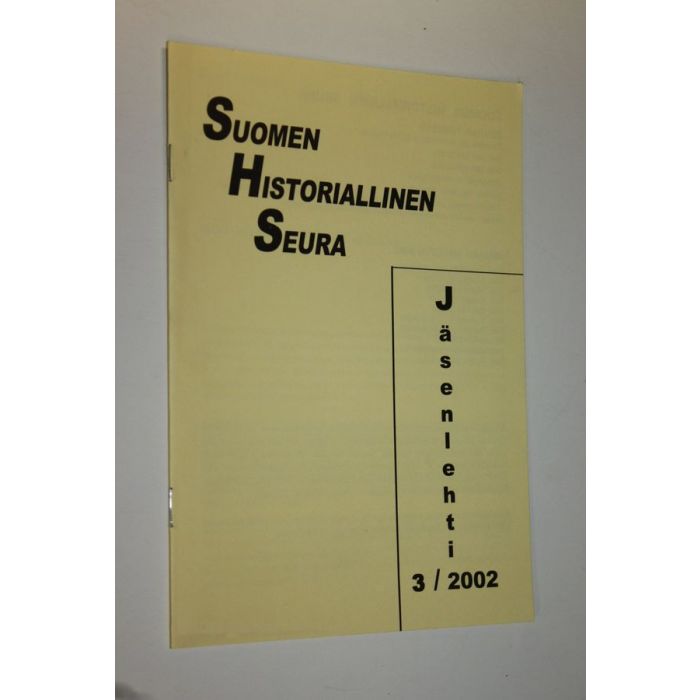 SUOMEN
HISTORIALLINEN
SEURA
Jäsenlehti
3 / 2002